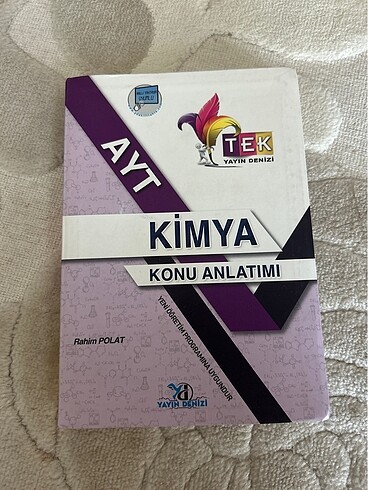 TEK
YAYIN DENİZİ
AYT
KİMYA
KONU ANLATIMI
YENİ ÖĞRETİM PROGRAMINA UYGUNDUR
Rahim POLAT
YAYIN DENİZİ